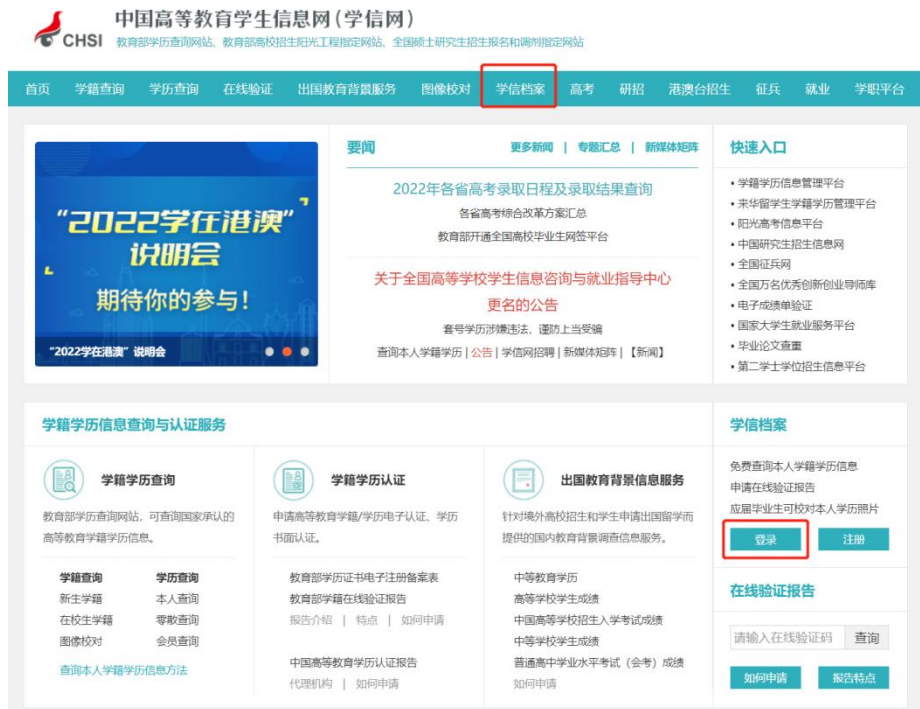 中国高等教育学生信息网(学信网)
CHSI 教育部学历查询网站、教育部高校招生阳光工程指定网站、全国硕士研究生招生报名和调剂指定网站
首页 学籍查询 学历查询 在线验证 出国教育背景服务 图像校对 学信档案 高考 研招 港澳台招生 征兵 就业 学职平台
“2022学在港澳”
说明会
期待你的参与!
“2022学在港澳”说明会
要闻 更多新闻 | 专题汇总 | 新媒体矩阵
2022年各省高考录取日程及录取结果查询
各省高考综合改革方案汇总
教育部开通全国高校毕业生网签平台
关于全国高等学校学生信息咨询与就业指导中心
更名的公告
套号学历涉嫌违法,谨防上当受骗
查询本人学籍学历 | 公告 | 学信网招聘 | 新媒体矩阵 | 【新闻】
快速入口
• 学籍学历信息管理平台
• 来华留学生学籍学历管理平台
• 阳光高考信息平台
• 中国研究生招生信息网
• 全国征兵网
• 全国万名优秀创新创业导师库
• 电子成绩单验证
• 国家大学生就业服务平台
• 毕业论文查重
• 第二学士学位招生信息平台
学籍学历信息查询与认证服务
学籍学历查询
教育部学历查询网站,可查询国家承认的
高等教育学籍学历信息。
学籍查询 学历查询
新生学籍 本人查询
在校生学籍 零散查询
图像校对 会员查询
查询本人学籍学历信息方法
学籍学历认证
申请高等教育学籍/学历电子认证、学历
书面认证。
教育部学历证书电子注册备案表
教育部学籍在线验证报告
报告介绍 | 特点 | 如何申请
中国高等教育学历认证报告
代理机构 | 如何申请
出国教育背景信息服务
针对境外高校招生和学生申请出国留学而
提供的国内教育背景调查信息服务。
中等教育学历
高等学校学生成绩
中国高等学校招生入学考试成绩
中等学校学生成绩
普通高中学业水平考试(会考)成绩
如何申请
学信档案
免费查询本人学籍学历信息
申请在线验证报告
应届毕业生可校对本人学历照片
登录 注册
在线验证报告
请输入在线验证码 查询
如何申请 报告特点